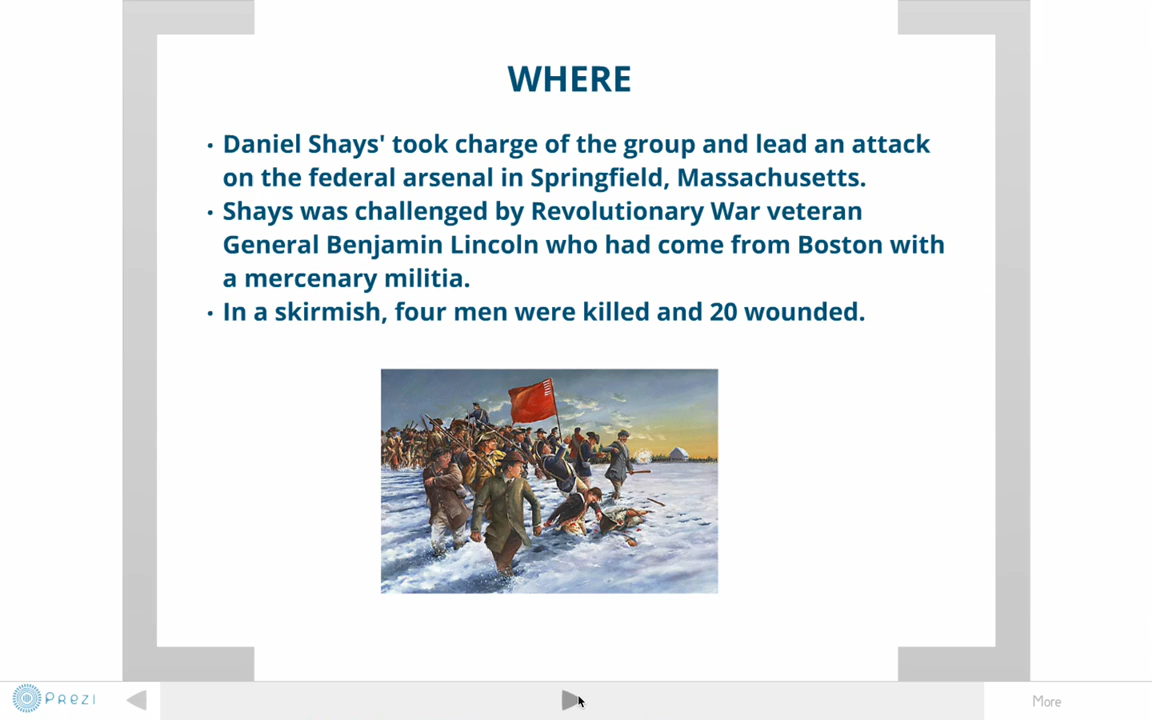 WHERE
• Daniel Shays' took charge of the group and lead an attack
on the federal arsenal in Springfield, Massachusetts.
• Shays was challenged by Revolutionary War veteran
General Benjamin Lincoln who had come from Boston with
a mercenary militia.
• In a skirmish, four men were killed and 20 wounded.
PREZI
More